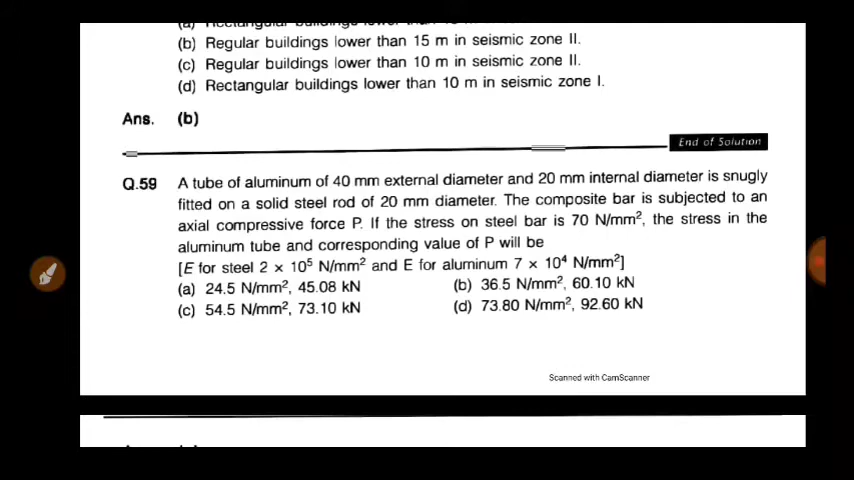 (b) Regular buildings lower than 15 m in seismic zone II.
(c) Regular buildings lower than 10 m in seismic zone II.
(d) Rectangular buildings lower than 10 m in seismic zone I.
Ans. (b)
End of Solution
Q.59 A tube of aluminum of 40 mm external diameter and 20 mm internal diameter is snugly
fitted on a solid steel rod of 20 mm diameter. The composite bar is subjected to an
axial compressive force P. If the stress on steel bar is 70 N/mm², the stress in the
aluminum tube and corresponding value of P will be
[E for steel 2 × 10⁵ N/mm² and E for aluminum 7 × 10⁴ N/mm²]
(a) 24.5 N/mm², 45.08 kN (b) 36.5 N/mm², 60.10 kN
(c) 54.5 N/mm², 73.10 kN (d) 73.80 N/mm², 92.60 kN
Scanned with CamScanner